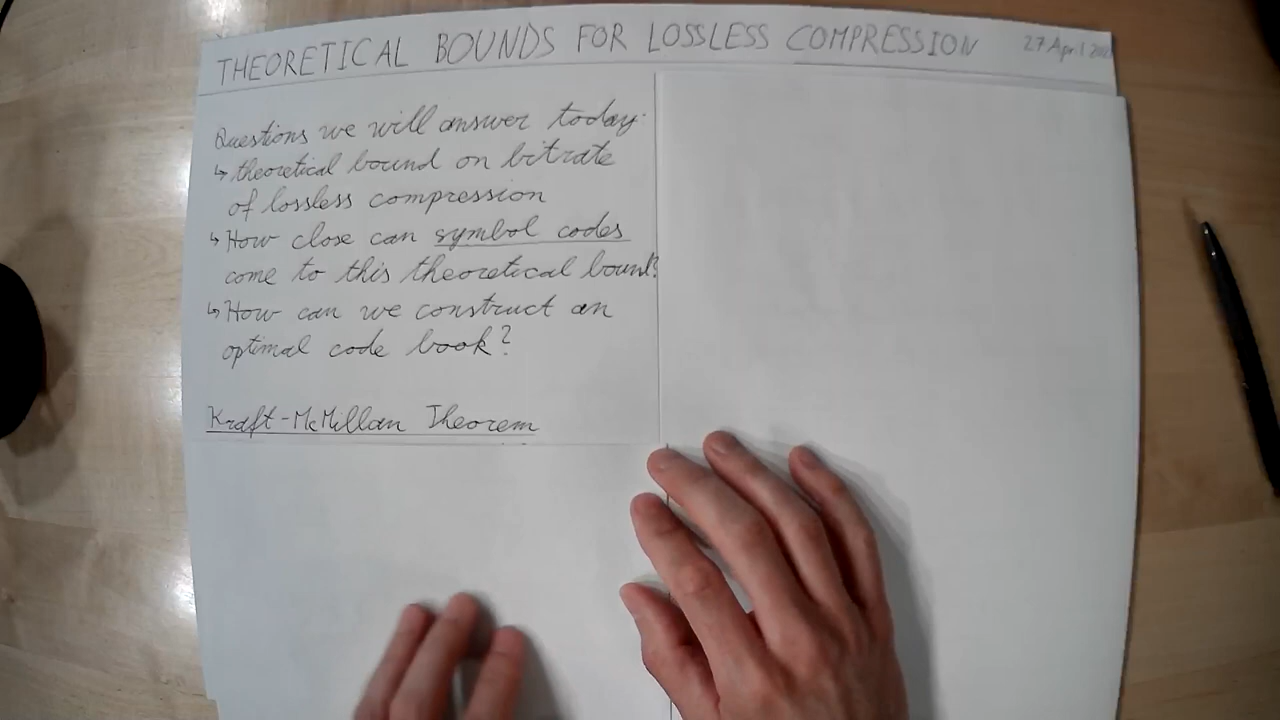 THEORETICAL BOUNDS FOR LOSSLESS COMPRESSION
27 April
Questions we will answer today:
↳ theoretical bound on bitrate
of lossless compression
↳ How close can symbol codes
come to this theoretical bound?
↳ How can we construct an
optimal code book?
Kraft-McMillan Theorem